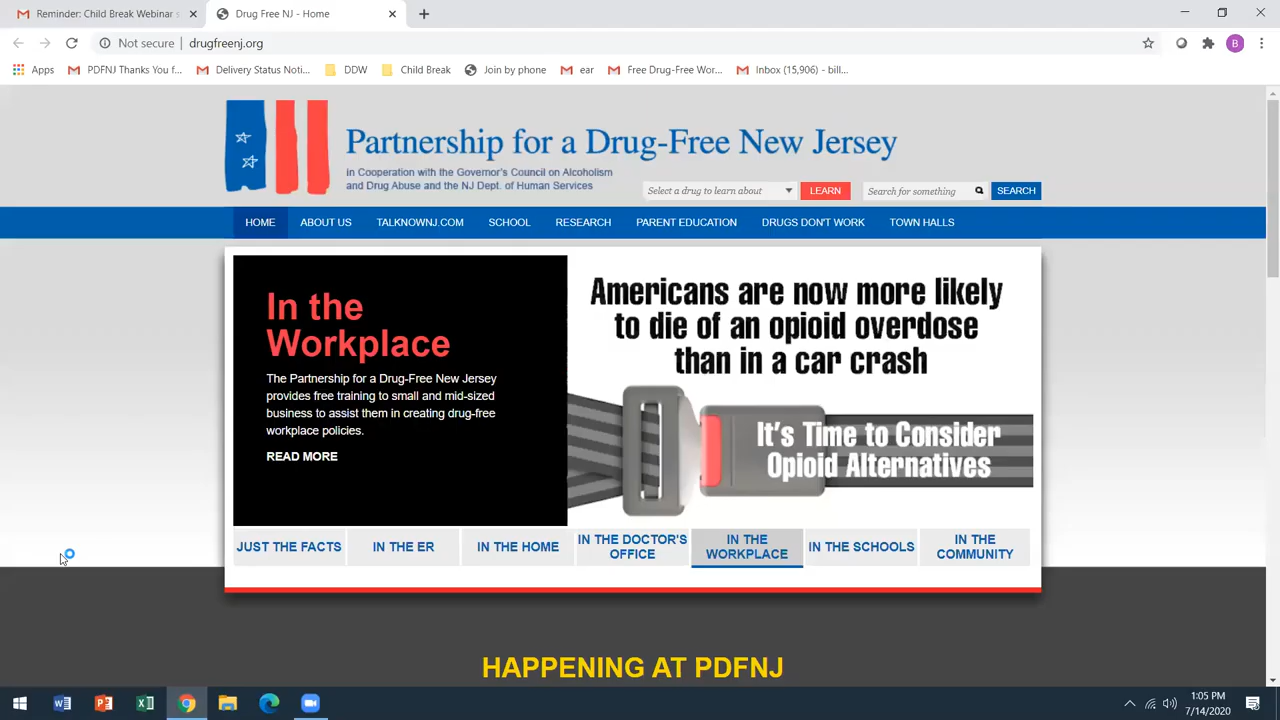 Reminder: Child Break Webinar s
Drug Free NJ - Home
Not secure | drugfreenj.org
B
Apps
PDFNJ Thanks You f...
Delivery Status Noti...
DDW
Child Break
Join by phone
ear
Free Drug-Free Wor...
Inbox (15,906) - bill...
Partnership for a Drug-Free New Jersey
in Cooperation with the Governor's Council on Alcoholism
and Drug Abuse and the NJ Dept. of Human Services
Select a drug to learn about
LEARN
Search for something
SEARCH
HOME
ABOUT US
TALKNOWNJ.COM
SCHOOL
RESEARCH
PARENT EDUCATION
DRUGS DON'T WORK
TOWN HALLS
In the
Workplace
The Partnership for a Drug-Free New Jersey
provides free training to small and mid-sized
business to assist them in creating drug-free
workplace policies.
READ MORE
Americans are now more likely
to die of an opioid overdose
than in a car crash
It's Time to Consider
Opioid Alternatives
JUST THE FACTS
IN THE ER
IN THE HOME
IN THE DOCTOR'S
OFFICE
IN THE
WORKPLACE
IN THE SCHOOLS
IN THE
COMMUNITY
HAPPENING AT PDFNJ
1:05 PM
7/14/2020